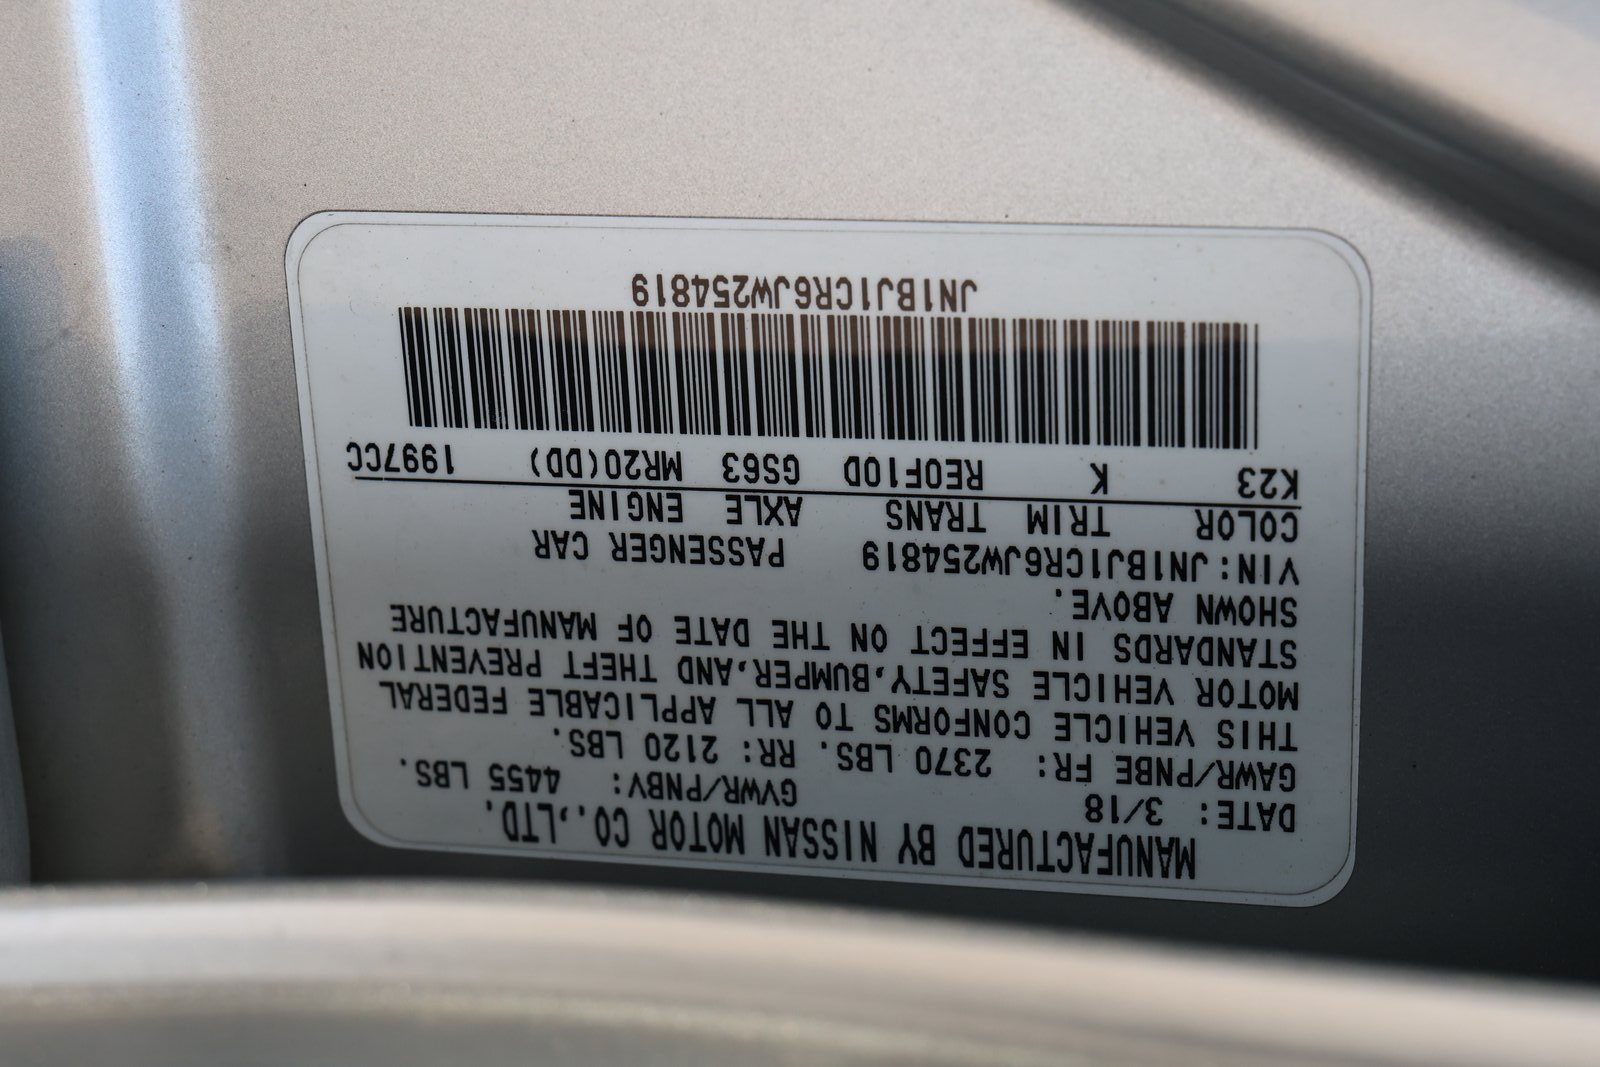 MANUFACTURED BY NISSAN MOTOR CO.,LTD.
DATE: 3/18 GVWR/PNBV: 4455 LBS.
GAWR/PNBE FR: 2370 LBS. RR: 2120 LBS.
THIS VEHICLE CONFORMS TO ALL APPLICABLE FEDERAL
MOTOR VEHICLE SAFETY,BUMPER,AND THEFT PREVENTION
STANDARDS IN EFFECT ON THE DATE OF MANUFACTURE
SHOWN ABOVE.
VIN:JN1BJ1CR6JW254819 PASSENGER CAR
COLOR TRIM TRANS AXLE ENGINE
K23 K RE0F10D GS63 MR20(DD) 1997CC
JN1BJ1CR6JW254819